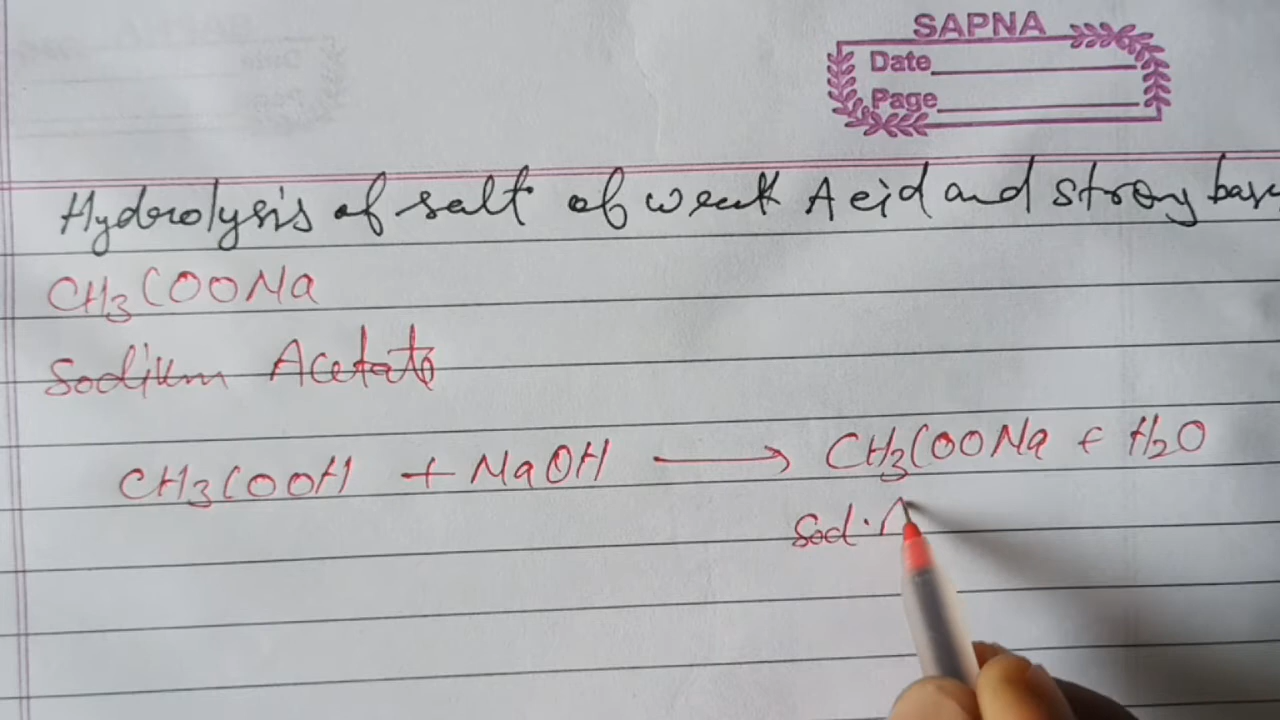 SAPNA
Date
Page
Hydrolysis of salt of weak Acid and strong base
CH3COONa
Sodium Acetate
CH3COOH + NaOH → CH3COONa + H2O
Sod. A